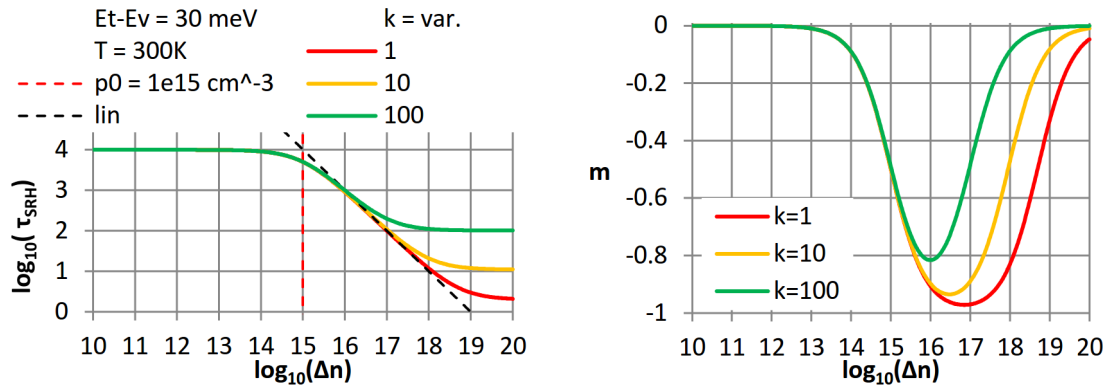 Et-Ev = 30 meV
k = var.
T = 300K
1
p0 = 1e15 cm^-3
10
lin
100
4
3
2
1
0
log₁₀( τ_SRH)
10 11 12 13 14 15 16 17 18 19 20
log₁₀(Δn)
0
-0.2
-0.4
-0.6
-0.8
-1
m
k=1
k=10
k=100
10 11 12 13 14 15 16 17 18 19 20
log₁₀(Δn)